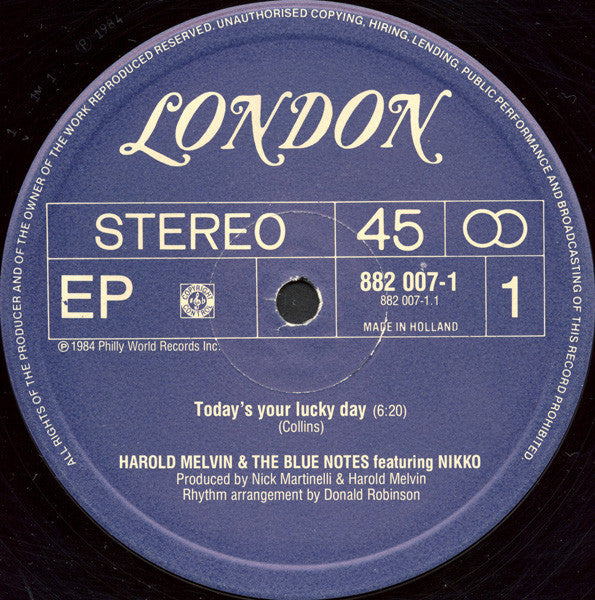 ALL RIGHTS OF THE PRODUCER AND OF THE OWNER OF THE WORK REPRODUCED RESERVED. UNAUTHORISED COPYING, HIRING, LENDING, PUBLIC PERFORMANCE AND BROADCASTING OF THIS RECORD PROHIBITED.
LONDON
STEREO 45
EP COPYRIGHT CONTROL 882 007-1 1
882 007-1.1
MADE IN HOLLAND
℗ 1984 Philly World Records Inc.
Today's your lucky day (6:20)
(Collins)
HAROLD MELVIN & THE BLUE NOTES featuring NIKKO
Produced by Nick Martinelli & Harold Melvin
Rhythm arrangement by Donald Robinson